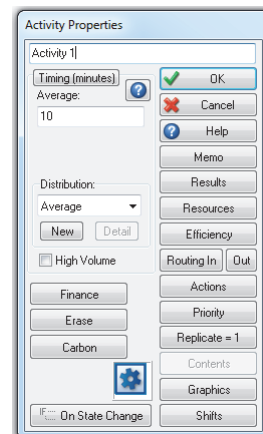 Activity Properties
Activity 1
Timing (minutes)
Average:
10
Distribution:
Average
New Detail
High Volume
Finance
Erase
Carbon
IF On State Change
OK
Cancel
Help
Memo
Results
Resources
Efficiency
Routing In Out
Actions
Priority
Replicate = 1
Contents
Graphics
Shifts